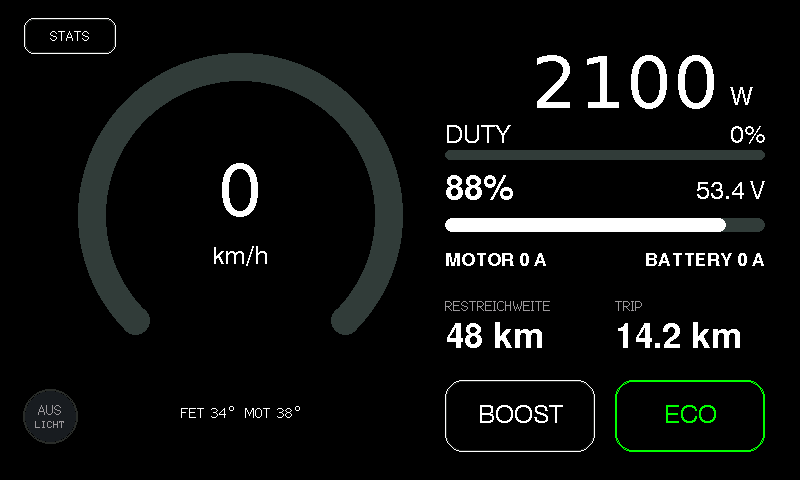 STATS
2100 W
DUTY 0%
88% 53.4 V
0
km/h
MOTOR 0 A BATTERY 0 A
RESTREICHWEITE TRIP
48 km 14.2 km
AUS
LICHT
FET 34° MOT 38°
BOOST ECO